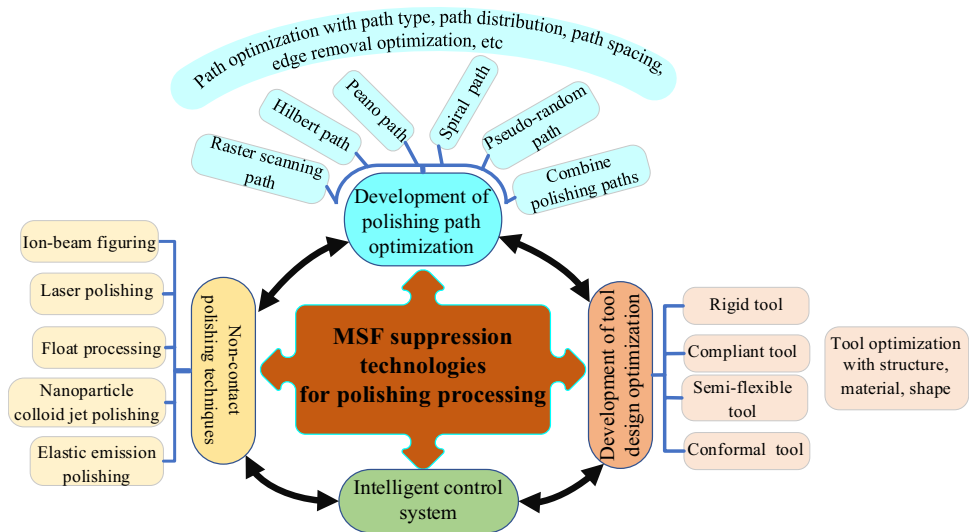 Path optimization with path type, path distribution, path spacing,
edge removal optimization, etc
Raster scanning
path
Hilbert path
Peano path
Spiral path
Pseudo-random
path
Combine
polishing paths
Development of
polishing path
optimization
Ion-beam figuring
Laser polishing
Float processing
Nanoparticle
colloid jet polishing
Elastic emission
polishing
Non-contact
polishing techniques
MSF suppression
technologies
for polishing processing
Development of tool
design optimization
Rigid tool
Compliant tool
Semi-flexible
tool
Conformal tool
Tool optimization
with structure,
material, shape
Intelligent control
system